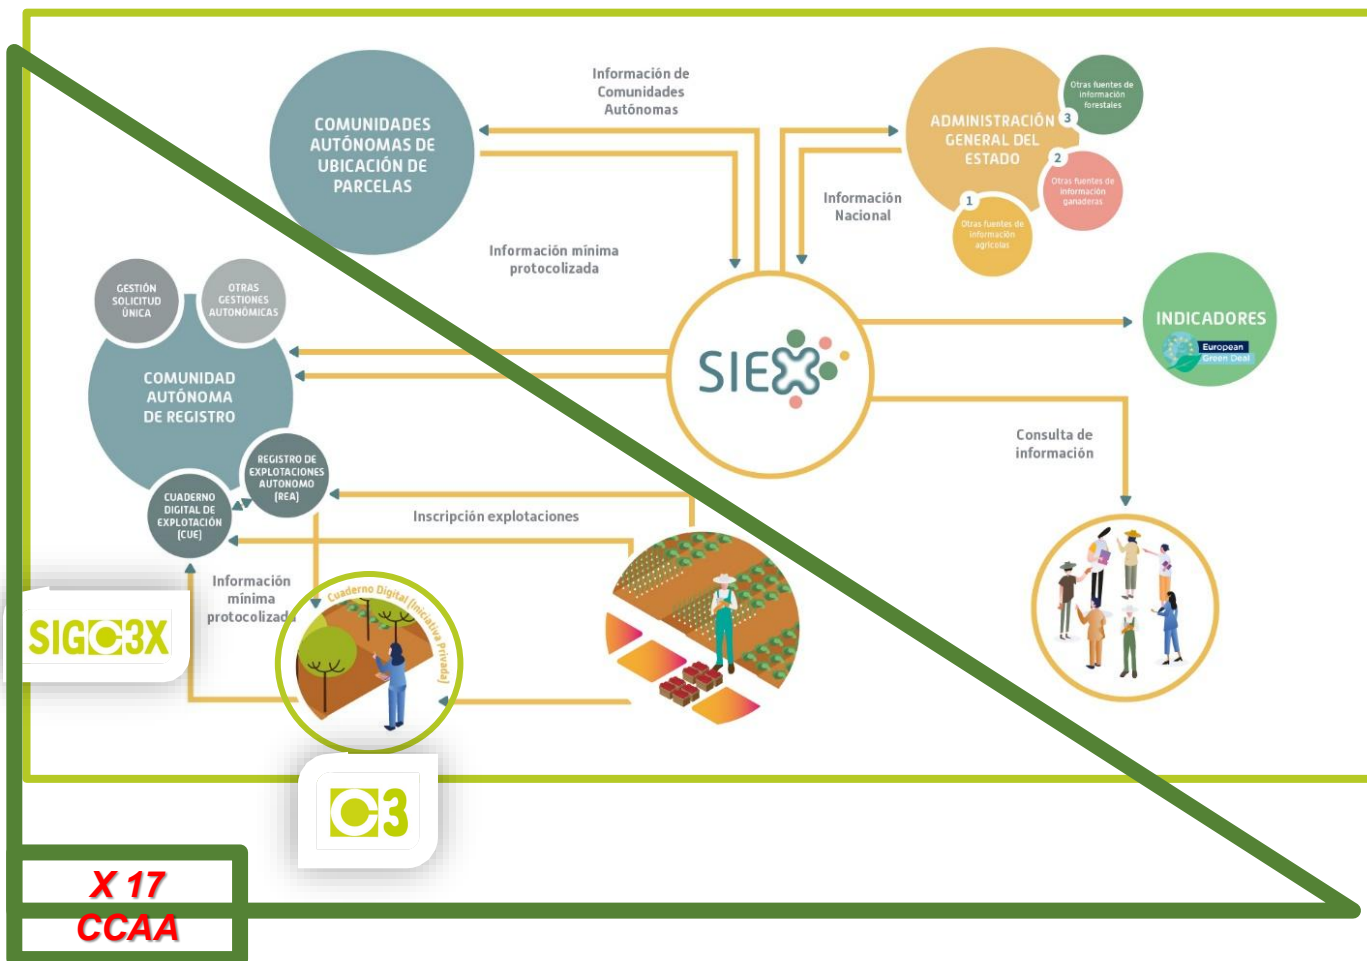 Información de
Comunidades
Autónomas
COMUNIDADES
AUTÓNOMAS DE
UBICACIÓN DE
PARCELAS
ADMINISTRACIÓN
GENERAL DEL
ESTADO
Otras fuentes de
información
forestales
3
2
Otras fuentes de
información
ganaderas
1
Otras fuentes de
información
agrícolas
Información
Nacional
Información mínima
protocolizada
GESTIÓN
SOLICITUD
ÚNICA
OTRAS
GESTIONES
AUTONÓMICAS
COMUNIDAD
AUTÓNOMA
DE REGISTRO
SIEX
INDICADORES
European
Green Deal
Consulta de
información
REGISTRO DE
EXPLOTACIONES
AUTONOMO
(REA)
CUADERNO
DIGITAL DE
EXPLOTACIÓN
(CUE)
Inscripción explotaciones
Información
mínima
protocolizada
Cuaderno Digital (Iniciativa Privada)
SIGC3X
C3
X 17
CCAA